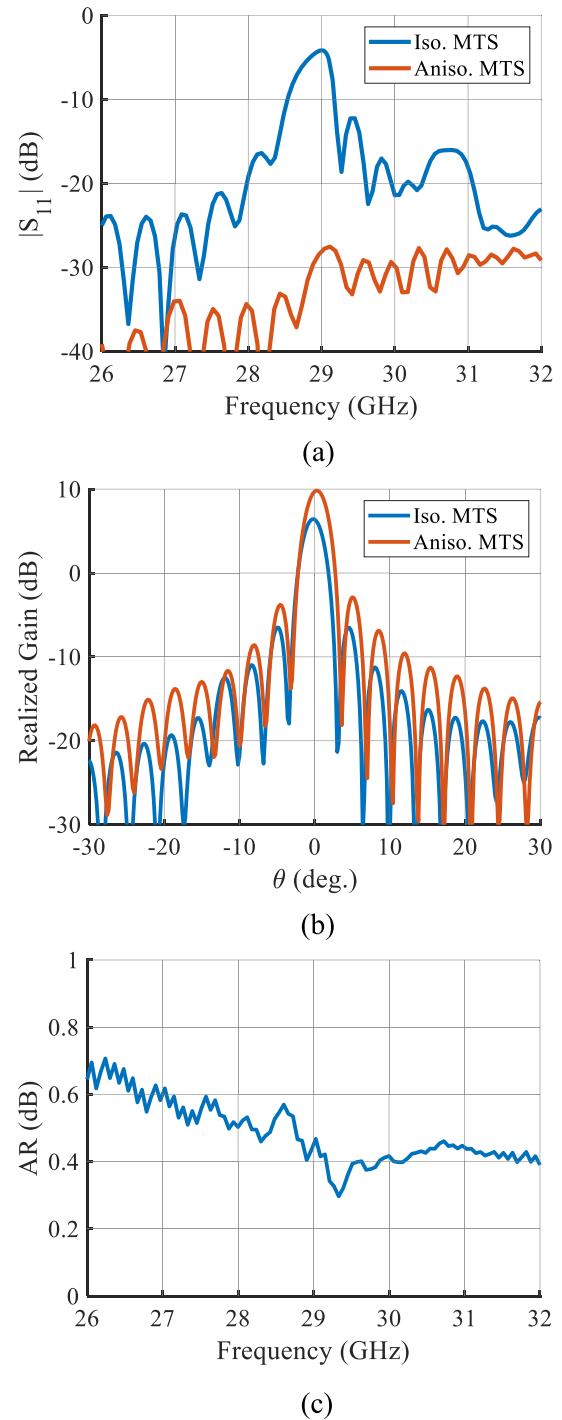 0
-10
-20
-30
-40
|S11| (dB)
Iso. MTS
Aniso. MTS
26 27 28 29 30 31 32
Frequency (GHz)
(a)
10
0
-10
-20
-30
Realized Gain (dB)
Iso. MTS
Aniso. MTS
-30 -20 -10 0 10 20 30
θ (deg.)
(b)
1
0.8
0.6
0.4
0.2
0
AR (dB)
26 27 28 29 30 31 32
Frequency (GHz)
(c)